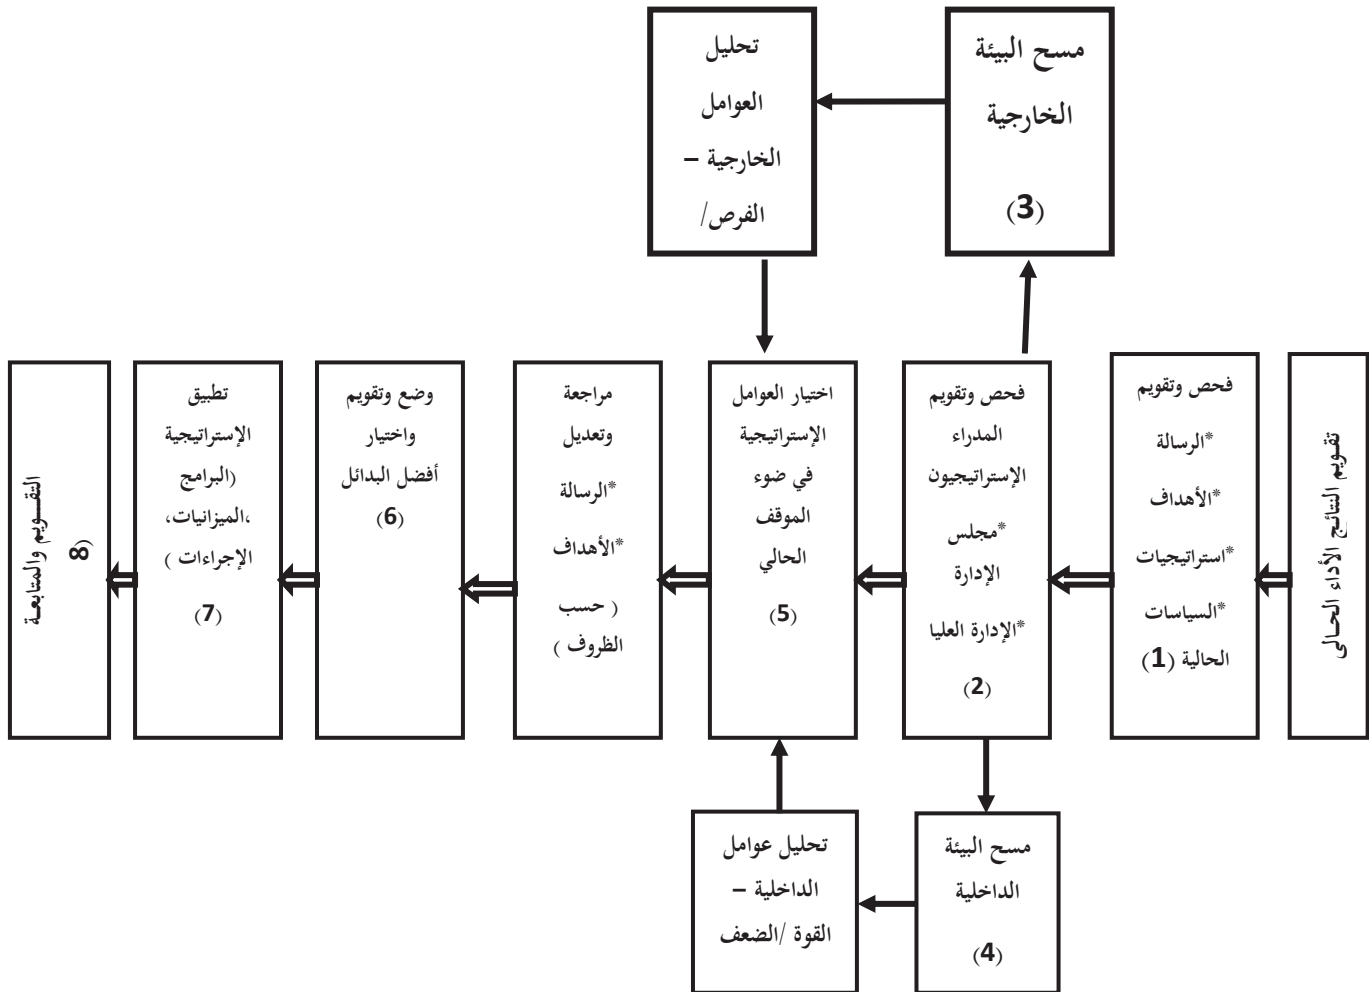 مسح البيئة
الخارجية
(3)
تحليل
العوامل
الخارجية –
الفرص/
تقويم النتائج الأداء الحالى
فحص وتقويم
*الرسالة
*الأهداف
*استراتيجيات
*السياسات
الحالية (1)
فحص وتقويم
المدراء
الإستراتيجيون
*مجلس
الإدارة
*الإدارة العليا
(2)
اختيار العوامل
الإستراتيجية
في ضوء
الموقف
الحالي
(5)
مراجعة
وتعديل
*الرسالة
*الأهداف
( حسب
الظروف )
وضع وتقويم
واختيار
أفضل البدائل
(6)
تطبيق
الإستراتيجية
(البرامج
،الميزانيات،
الإجراءات )
(7)
التقـــويم والمتابعـة
8)
مسح البيئة
الداخلية
(4)
تحليل عوامل
الداخلية –
القوة /الضعف